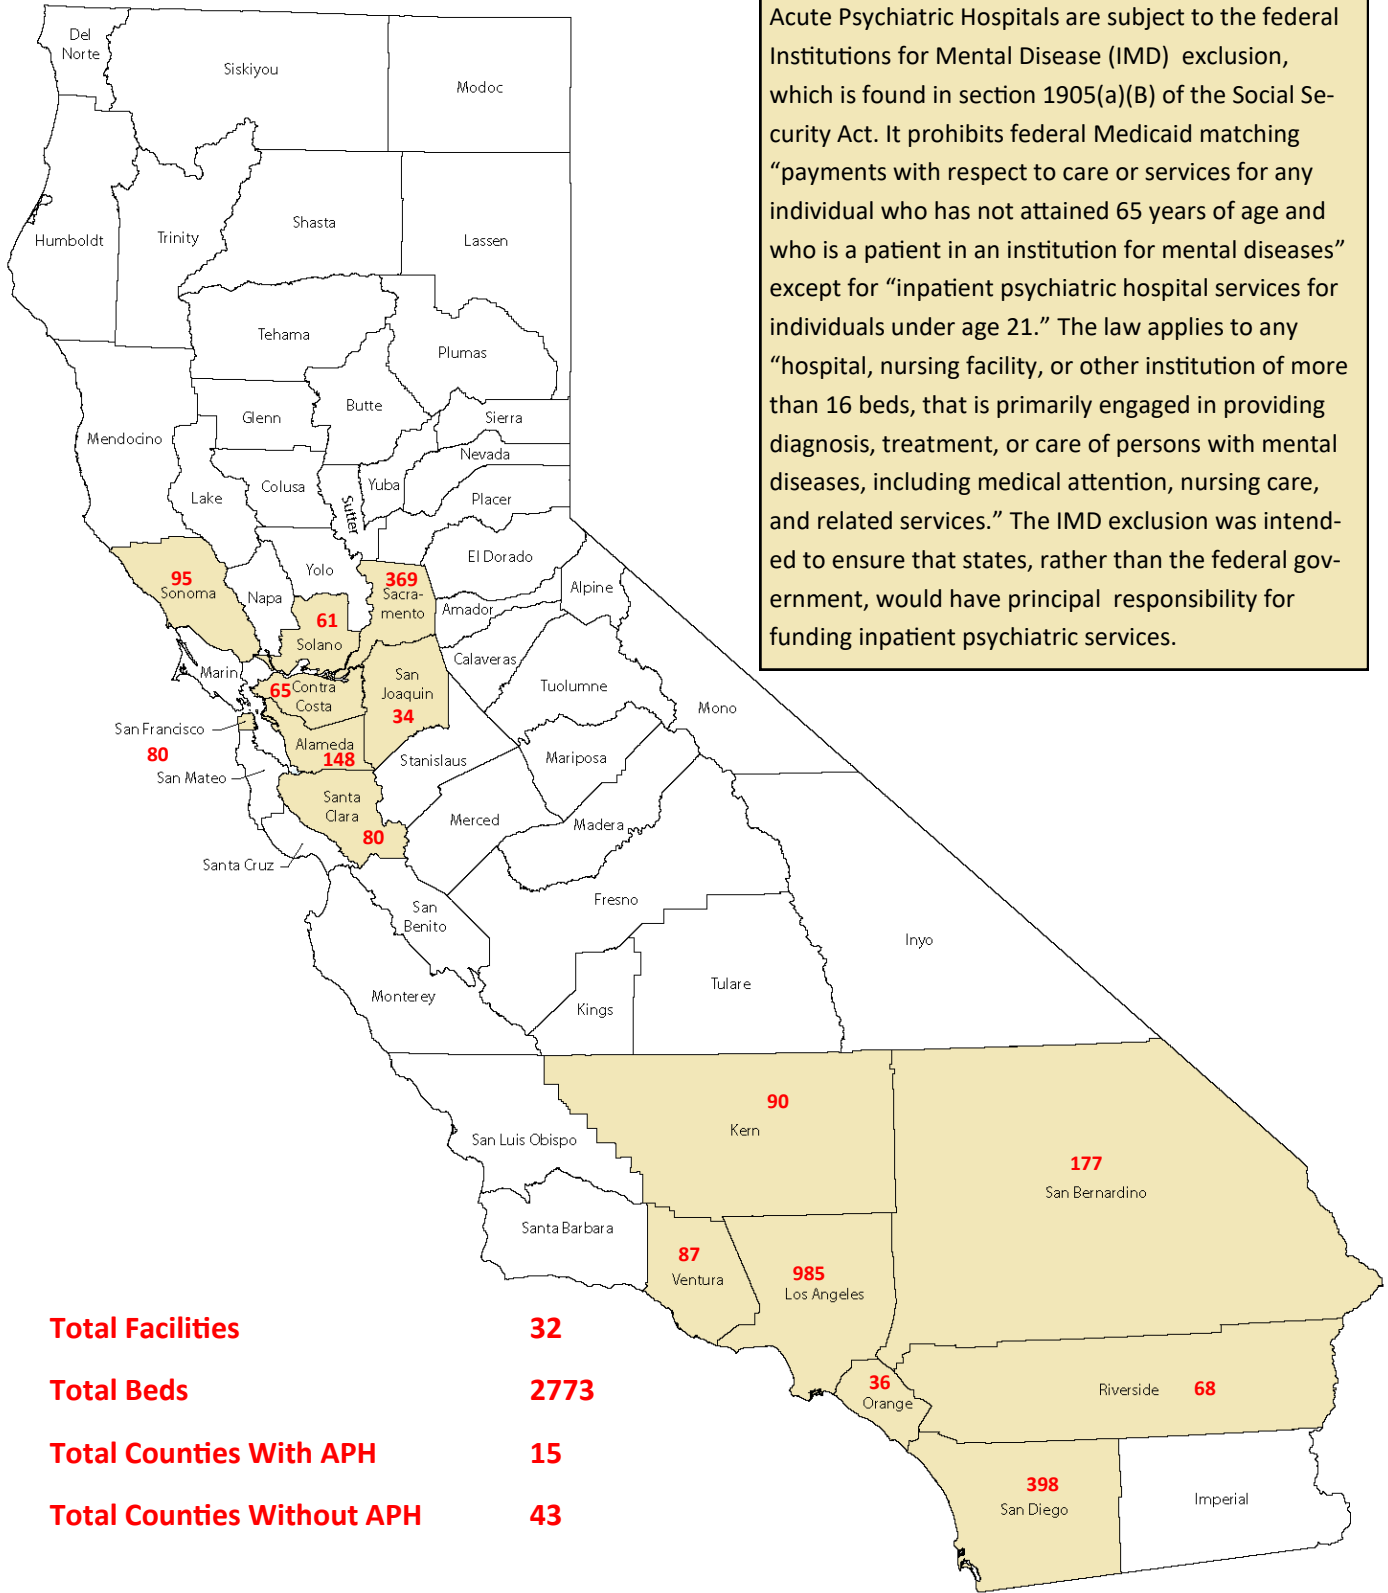 Acute Psychiatric Hospitals are subject to the federal
Institutions for Mental Disease (IMD) exclusion,
which is found in section 1905(a)(B) of the Social Se-
curity Act. It prohibits federal Medicaid matching
“payments with respect to care or services for any
individual who has not attained 65 years of age and
who is a patient in an institution for mental diseases”
except for “inpatient psychiatric hospital services for
individuals under age 21.” The law applies to any
“hospital, nursing facility, or other institution of more
than 16 beds, that is primarily engaged in providing
diagnosis, treatment, or care of persons with mental
diseases, including medical attention, nursing care,
and related services.” The IMD exclusion was intend-
ed to ensure that states, rather than the federal gov-
ernment, would have principal responsibility for
funding inpatient psychiatric services.
Del
Norte
Siskiyou
Modoc
Humboldt
Trinity
Shasta
Lassen
Tehama
Plumas
Mendocino
Glenn
Butte
Sierra
Nevada
Lake
Colusa
Sutter
Yuba
Placer
El Dorado
95
Sonoma
Napa
Yolo
369
Sacra-
mento
Alpine
Amador
61
Solano
Marin
Calaveras
65
Contra
Costa
San
Joaquin
34
Tuolumne
Mono
San Francisco
80
Alameda
148
Stanislaus
Mariposa
San Mateo
Santa
Clara
80
Merced
Madera
Santa Cruz
San
Benito
Fresno
Inyo
Monterey
Kings
Tulare
90
Kern
San Luis Obispo
177
San Bernardino
Santa Barbara
87
Ventura
985
Los Angeles
36
Orange
Riverside 68
398
San Diego
Imperial
Total Facilities 32
Total Beds 2773
Total Counties With APH 15
Total Counties Without APH 43